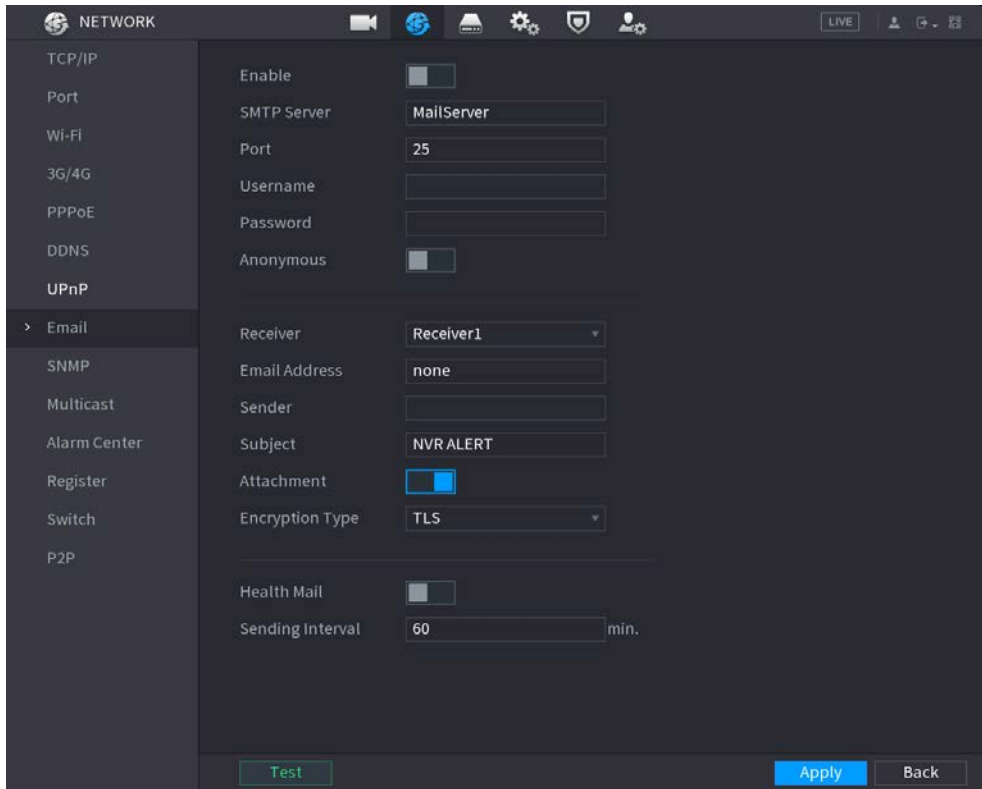 NETWORK
LIVE
TCP/IP
Port
Wi-Fi
3G/4G
PPPoE
DDNS
UPnP
Email
SNMP
Multicast
Alarm Center
Register
Switch
P2P
Enable
SMTP Server MailServer
Port 25
Username
Password
Anonymous
Receiver Receiver1
Email Address none
Sender
Subject NVR ALERT
Attachment
Encryption Type TLS
Health Mail
Sending Interval 60 min.
Test Apply Back